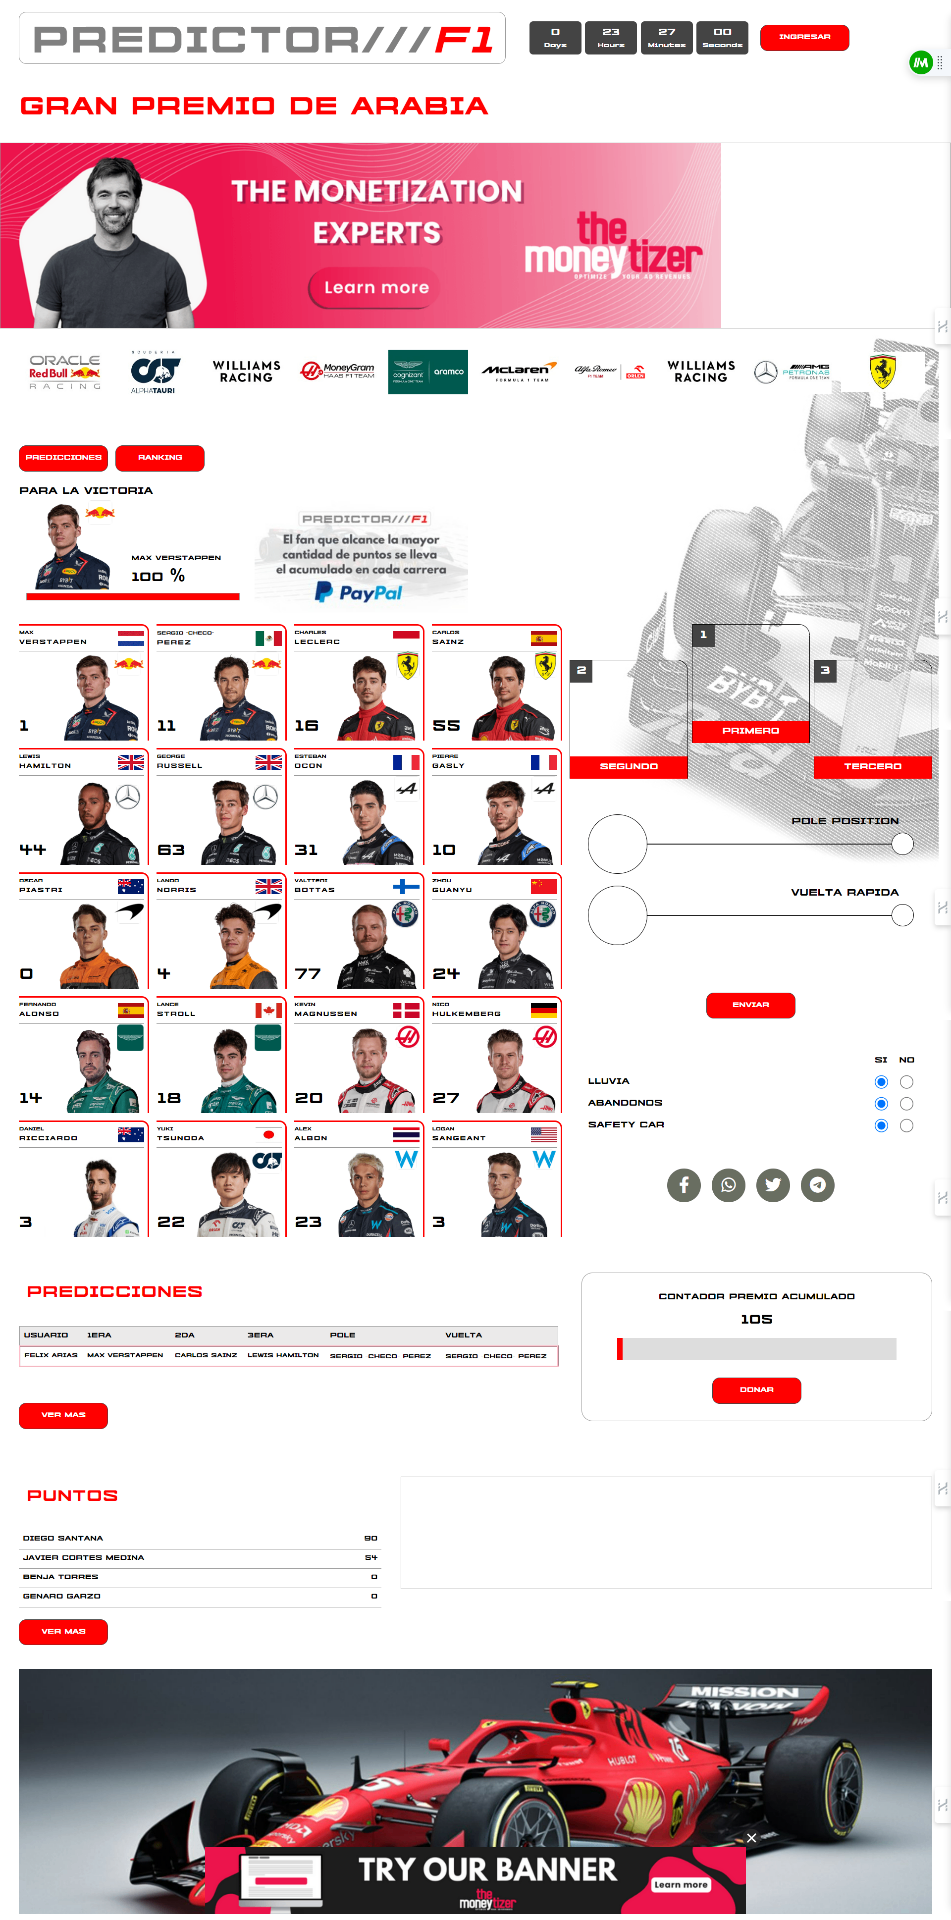 PREDICTOR///F1
0 23 27 00
Days Hours Minutes Seconds
INGRESAR
GRAN PREMIO DE ARABIA
THE MONETIZATION
EXPERTS
Learn more
the
moneytizer
OPTIMIZE YOUR AD REVENUES
ORACLE
Red Bull
RACING
SCUDERIA
ALPHATAURI
WILLIAMS
RACING
MoneyGram
HAAS F1 TEAM
cognizant
aramco
McLaren
FORMULA 1 TEAM
Alfa Romeo
F1 TEAM
ORLEN
WILLIAMS
RACING
AMG
PETRONAS
FORMULA ONE TEAM
PREDICCIONES
RANKING
PARA LA VICTORIA
MAX VERSTAPPEN
100 %
PREDICTOR///F1
El fan que alcance la mayor
cantidad de puntos se lleva
el acumulado en cada carrera
PayPal
MAX
VERSTAPPEN
1
SERGIO -CHECO-
PEREZ
11
CHARLES
LECLERC
16
CARLOS
SAINZ
55
LEWIS
HAMILTON
44
GEORGE
RUSSELL
63
ESTEBAN
OCON
31
PIERRE
GASLY
10
OSCAR
PIASTRI
0
LANDO
NORRIS
4
VALTTERI
BOTTAS
77
ZHOU
GUANYU
24
FERNANDO
ALONSO
14
LANCE
STROLL
18
KEVIN
MAGNUSSEN
20
NICO
HULKEMBERG
27
DANIEL
RICCIARDO
3
YUKI
TSUNODA
22
ALEX
ALBON
23
LOGAN
SANGEANT
3
1
PRIMERO
2
SEGUNDO
3
TERCERO
BYBIT
POLE POSITION
VUELTA RAPIDA
ENVIAR
SI NO
LLUVIA
ABANDONOS
SAFETY CAR
PREDICCIONES
USUARIO 1ERA 2DA 3ERA POLE VUELTA
FELIX ARIAS MAX VERSTAPPEN CARLOS SAINZ LEWIS HAMILTON SERGIO CHECO PEREZ SERGIO CHECO PEREZ
VER MAS
CONTADOR PREMIO ACUMULADO
105
DONAR
PUNTOS
DIEGO SANTANA 90
JAVIER CORTES MEDINA 54
BENJA TORRES 0
GENARO GARZO 0
VER MAS
MISSION
HUBLOT
TRY OUR BANNER
the
moneytizer
Learn more